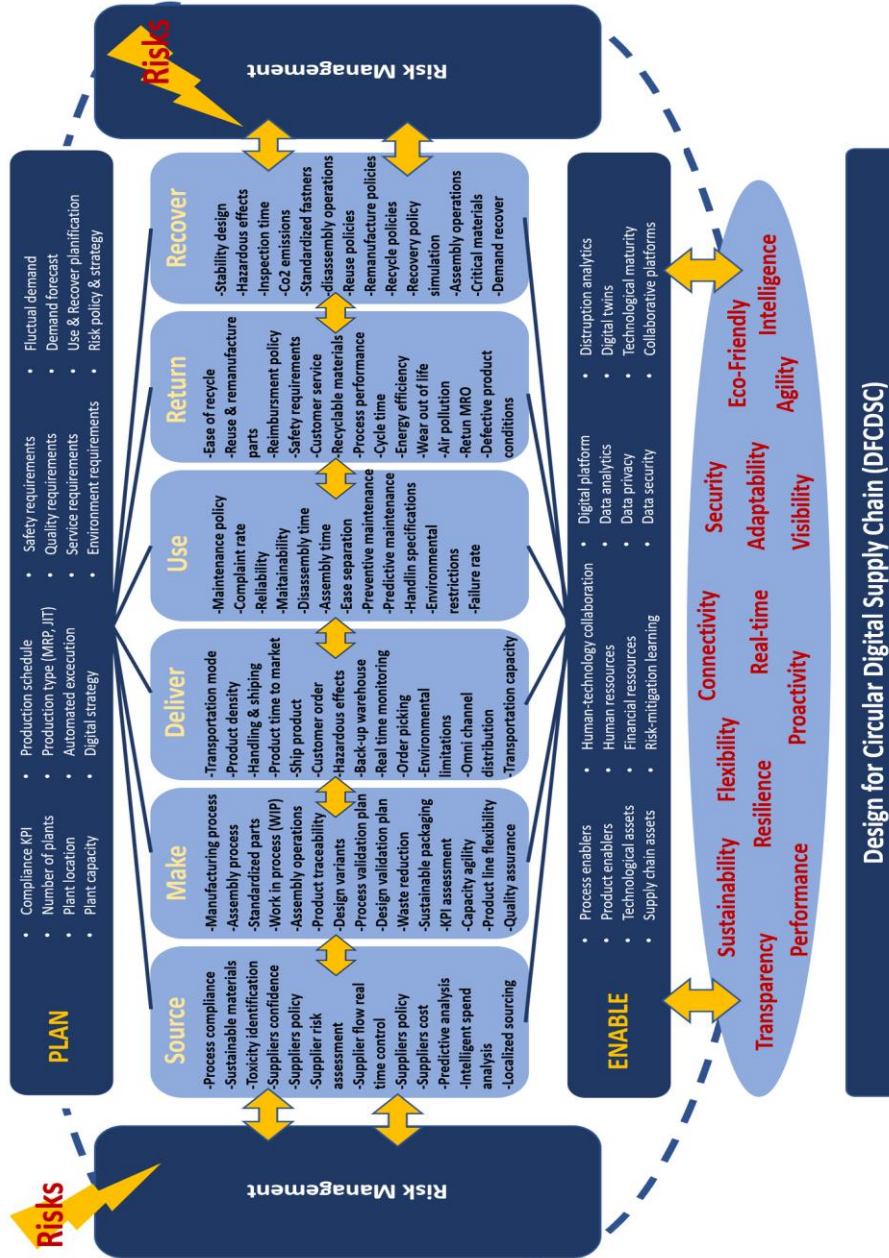 Risks
Risks
Risk Management
Risk Management
PLAN
• Compliance KPI
• Number of plants
• Plant location
• Plant capacity
• Production schedule
• Production type (MRP, JIT)
• Automated excecution
• Digital strategy
• Safety requirements
• Quality requirements
• Service requirements
• Environment requirements
• Fluctual demand
• Demand forecast
• Use & Recover planification
• Risk policy & strategy
Source
-Process compliance
-Sustainable materials
-Toxicity identification
-Suppliers confidence
-Suppliers policy
-Supplier risk
assessment
-Supplier flow real
time control
-Suppliers policy
-Suppliers cost
-Predictive analysis
-Intelligent spend
analysis
-Localized sourcing
Make
-Manufacturing process
-Assembly process
-Standardized parts
-Work in process (WIP)
-Assembly operations
-Product traceability
-Design variants
-Process validation plan
-Design validation plan
-Waste reduction
-Sustainable packaging
-KPI assessment
-Capacity agility
-Product line flexibility
-Quality assurance
Deliver
-Transportation mode
-Product density
-Handling & shiping
-Product time to market
-Ship product
-Customer order
-Hazardous effects
-Back-up warehouse
-Real time monitoring
-Order picking
-Environmental
limitations
-Omni channel
distribution
-Transportation capacity
Use
-Maintenance policy
-Complaint rate
-Reliability
-Maitainability
-Disassembly time
-Assembly time
-Ease separation
-Preventive maintenance
-Predictive maintenance
-Handlin specifications
-Environmental
restrictions
-Failure rate
Return
-Ease of recycle
-Reuse & remanufacture
parts
-Reimbursment policy
-Safety requirements
-Customer service
-Recyclable materials
-Process performance
-Cycle time
-Energy efficiency
-Wear out of life
-Air pollution
-Retun MRO
-Defective product
conditions
Recover
-Stability design
-Hazardous effects
-Inspection time
-Co2 emissions
-Standardized fastners
-disassembly operations
-Reuse policies
-Remanufacture policies
-Recycle policies
-Recovery policy
simulation
-Assembly operations
-Critical materials
-Demand recover
ENABLE
• Process enablers
• Product enablers
• Technological assets
• Supply chain assets
• Human-technology collaboration
• Human ressources
• Financial ressources
• Risk-mitigation learning
• Digital platform
• Data analytics
• Data privacy
• Data security
• Distruption analytics
• Digital twins
• Technological maturity
• Collaborative platforms
Sustainability Flexibility Connectivity Security Eco-Friendly
Transparency Resilience Real-time Adaptability Intelligence
Performance Proactivity Visibility Agility
Design for Circular Digital Supply Chain (DFCDSC)